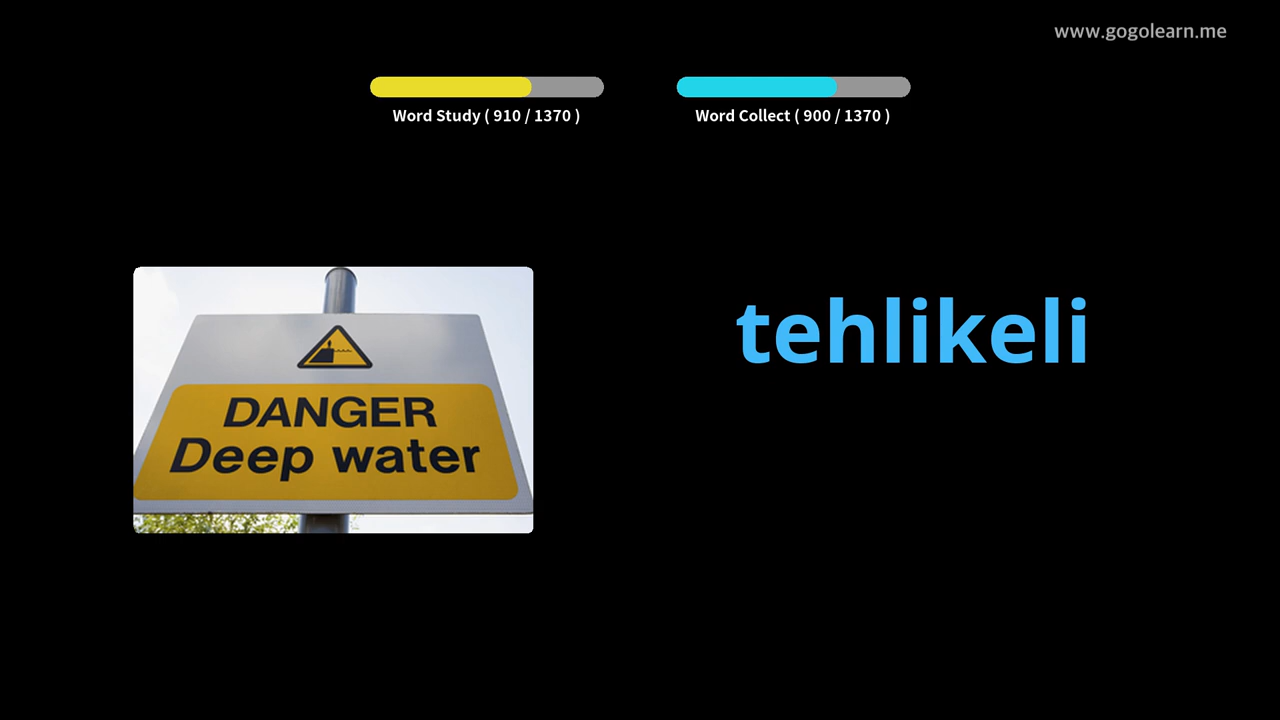 www.gogolearn.me
Word Study ( 910 / 1370 )
Word Collect ( 900 / 1370 )
tehlikeli
DANGER
Deep water